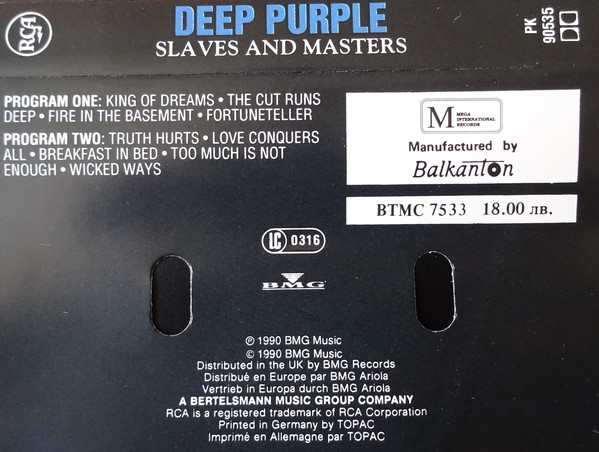 RCA
DEEP PURPLE
SLAVES AND MASTERS
PK
90535
PROGRAM ONE: KING OF DREAMS • THE CUT RUNS
DEEP • FIRE IN THE BASEMENT • FORTUNETELLER
PROGRAM TWO: TRUTH HURTS • LOVE CONQUERS
ALL • BREAKFAST IN BED • TOO MUCH IS NOT
ENOUGH • WICKED WAYS
M MEGA
INTERNATIONAL
RECORDS
Manufactured by
Balkanton
BTMC 7533 18.00 лв.
LC 0316
BMG
℗ 1990 BMG Music
© 1990 BMG Music
Distributed in the UK by BMG Records
Distribué en Europe par BMG Ariola
Vertrieb in Europa durch BMG Ariola
A BERTELSMANN MUSIC GROUP COMPANY
RCA is a registered trademark of RCA Corporation
Printed in Germany by TOPAC
Imprimé en Allemagne par TOPAC